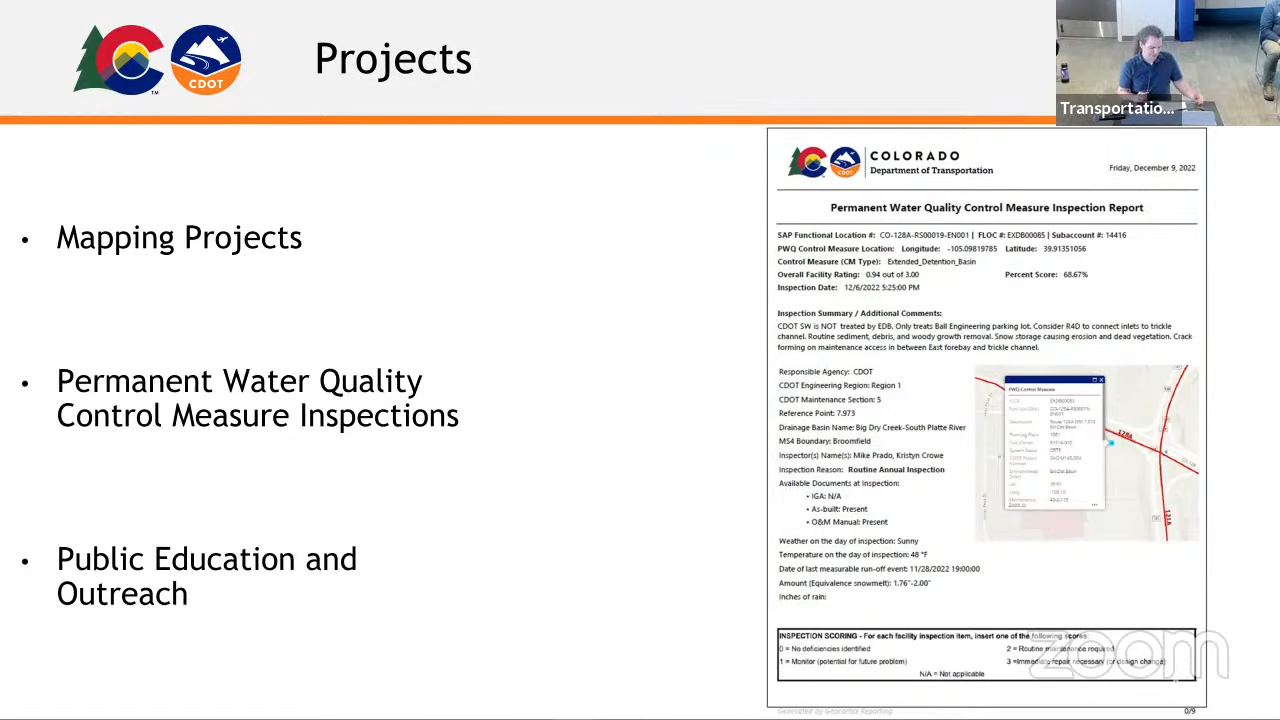 Projects
CDOT
Transportatio...
• Mapping Projects
• Permanent Water Quality
Control Measure Inspections
• Public Education and
Outreach
COLORADO
Department of Transportation
Friday, December 9, 2022
Permanent Water Quality Control Measure Inspection Report
SAP Functional Location #: CO-128A-RS00019-EN001 | FLOC #: EXDB00085 | Subaccount #: 14416
PWQ Control Measure Location: Longitude: -105.09819785 Latitude: 39.91351056
Control Measure (CM Type): Extended_Detention_Basin
Overall Facility Rating: 0.94 out of 3.00 Percent Score: 68.67%
Inspection Date: 12/6/2022 5:25:00 PM
Inspection Summary / Additional Comments:
CDOT SW is NOT treated by EDB. Only treats Ball Engineering parking lot. Consider R4D to connect inlets to trickle
channel. Routine sediment, debris, and woody growth removal. Snow storage causing erosion and dead vegetation. Crack
forming on maintenance access in between East forebay and trickle channel.
Responsible Agency: CDOT
CDOT Engineering Region: Region 1
CDOT Maintenance Section: 5
Reference Point: 7.973
Drainage Basin Name: Big Dry Creek-South Platte River
MS4 Boundary: Broomfield
Inspector(s) Name(s): Mike Prado, Kristyn Crowe
Inspection Reason: Routine Annual Inspection
Available Documents at Inspection:
• IGA: N/A
• As-built: Present
• O&M Manual: Present
Weather on the day of inspection: Sunny
Temperature on the day of inspection: 48 °F
Date of last measurable run-off event: 11/28/2022 19:00:00
Amount (Equivalence snowmelt): 1.76"-2.00"
Inches of rain:
PWQ Control Measure
128A
121A
INSPECTION SCORING - For each facility inspection item, insert one of the following scores:
0 = No deficiencies identified 2 = Routine maintenance required
1 = Monitor (potential for future problem) 3 =Immediate repair necessary (or design change)
N/A = Not applicable
zoom
Generated by Geocortex Reporting
0/9